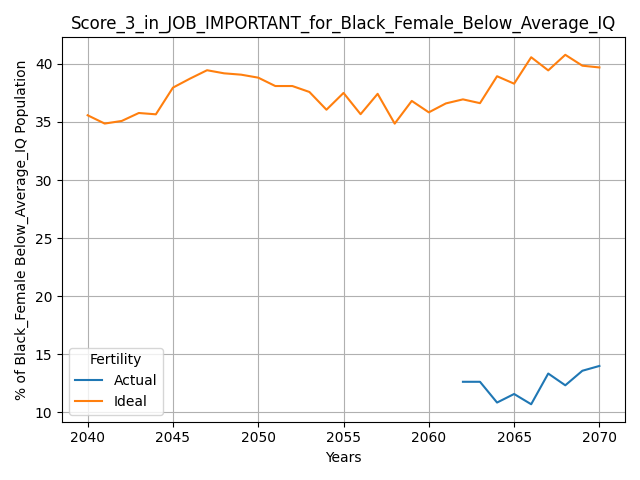 Score_3_in_JOB_IMPORTANT_for_Black_Female_Below_Average_IQ
% of Black_Female Below_Average_IQ Population
40
35
30
25
20
15
10
Fertility
Actual
Ideal
2040 2045 2050 2055 2060 2065 2070
Years